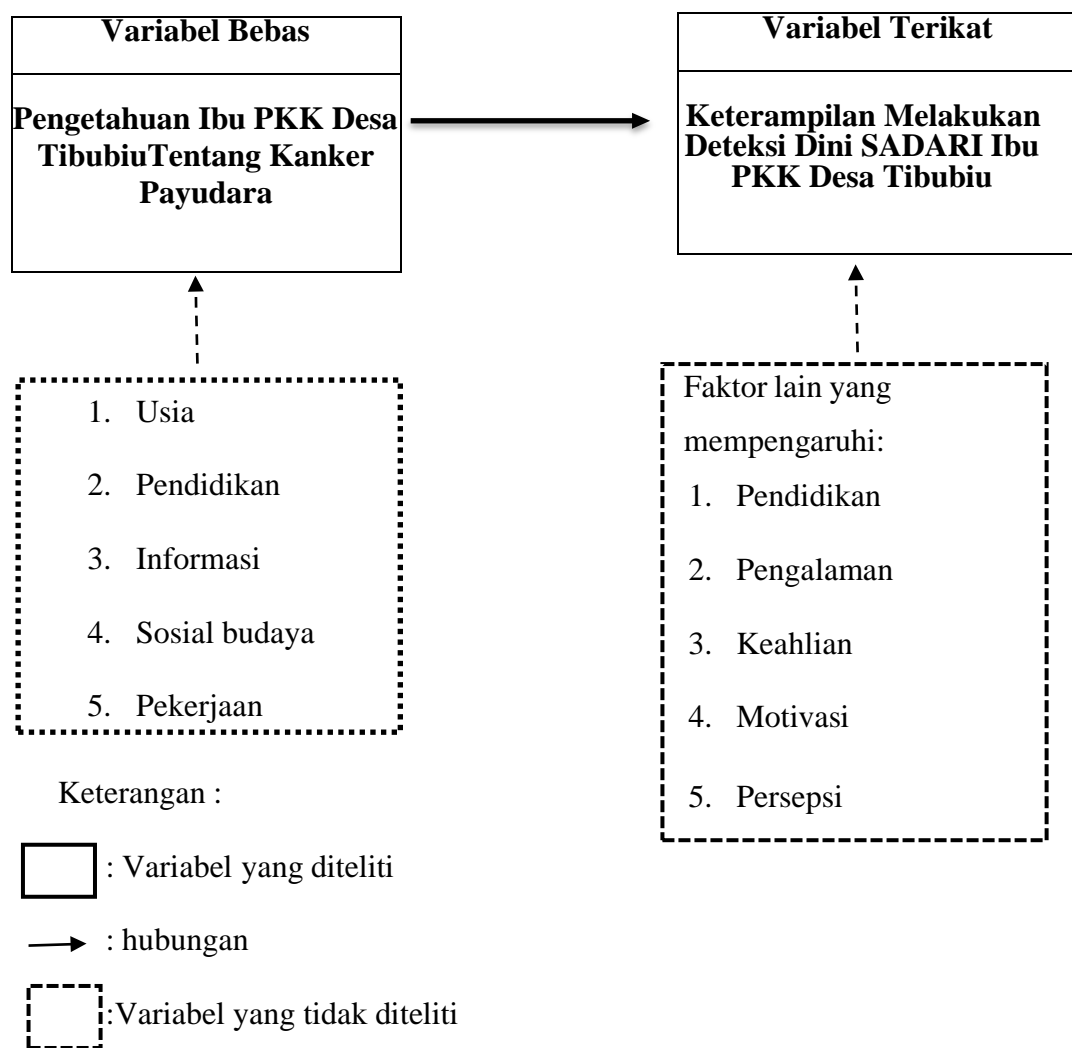 Variabel Bebas
Pengetahuan Ibu PKK Desa
TibubiuTentang Kanker
Payudara
Variabel Terikat
Keterampilan Melakukan
Deteksi Dini SADARI Ibu
PKK Desa Tibubiu
1. Usia
2. Pendidikan
3. Informasi
4. Sosial budaya
5. Pekerjaan
Faktor lain yang
mempengaruhi:
1. Pendidikan
2. Pengalaman
3. Keahlian
4. Motivasi
5. Persepsi
Keterangan :
: Variabel yang diteliti
: hubungan
:Variabel yang tidak diteliti